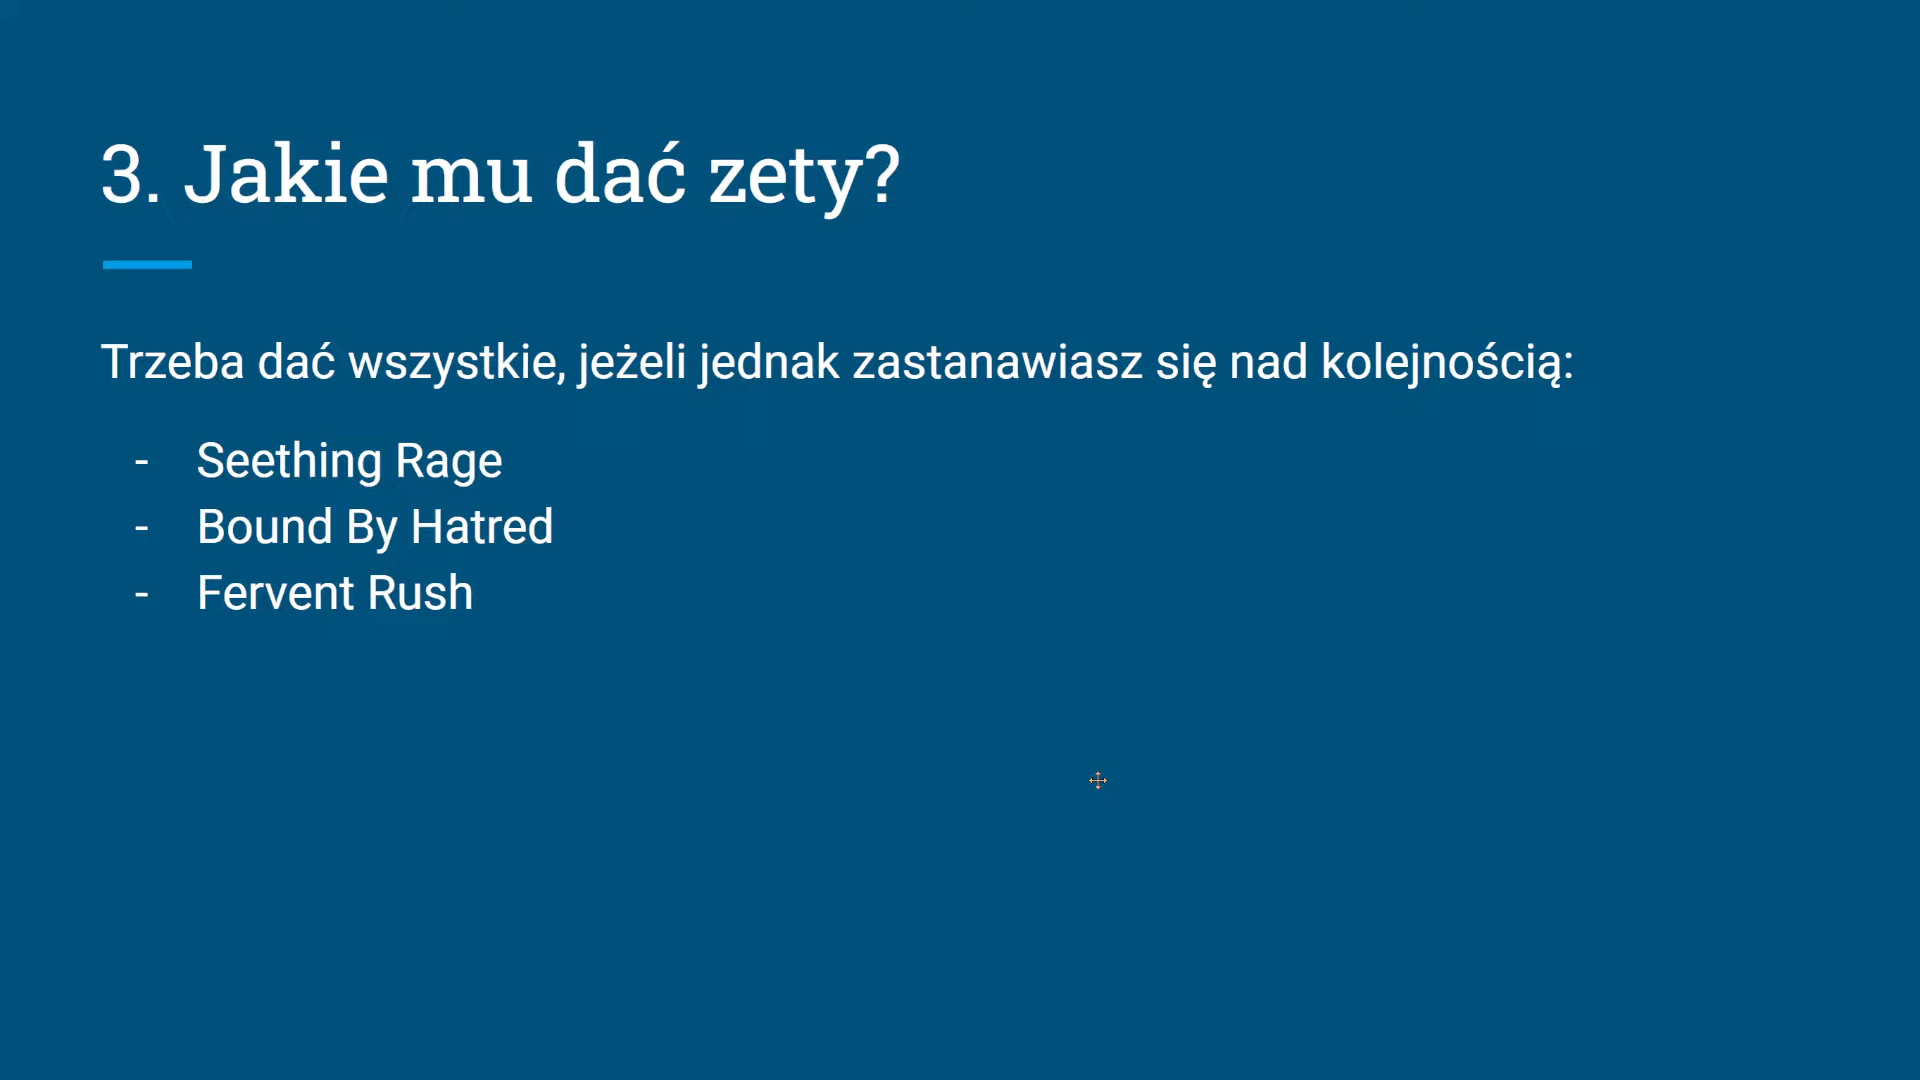 3. Jakie mu dać zety?
Trzeba dać wszystkie, jeżeli jednak zastanawiasz się nad kolejnością:
- Seething Rage
- Bound By Hatred
- Fervent Rush